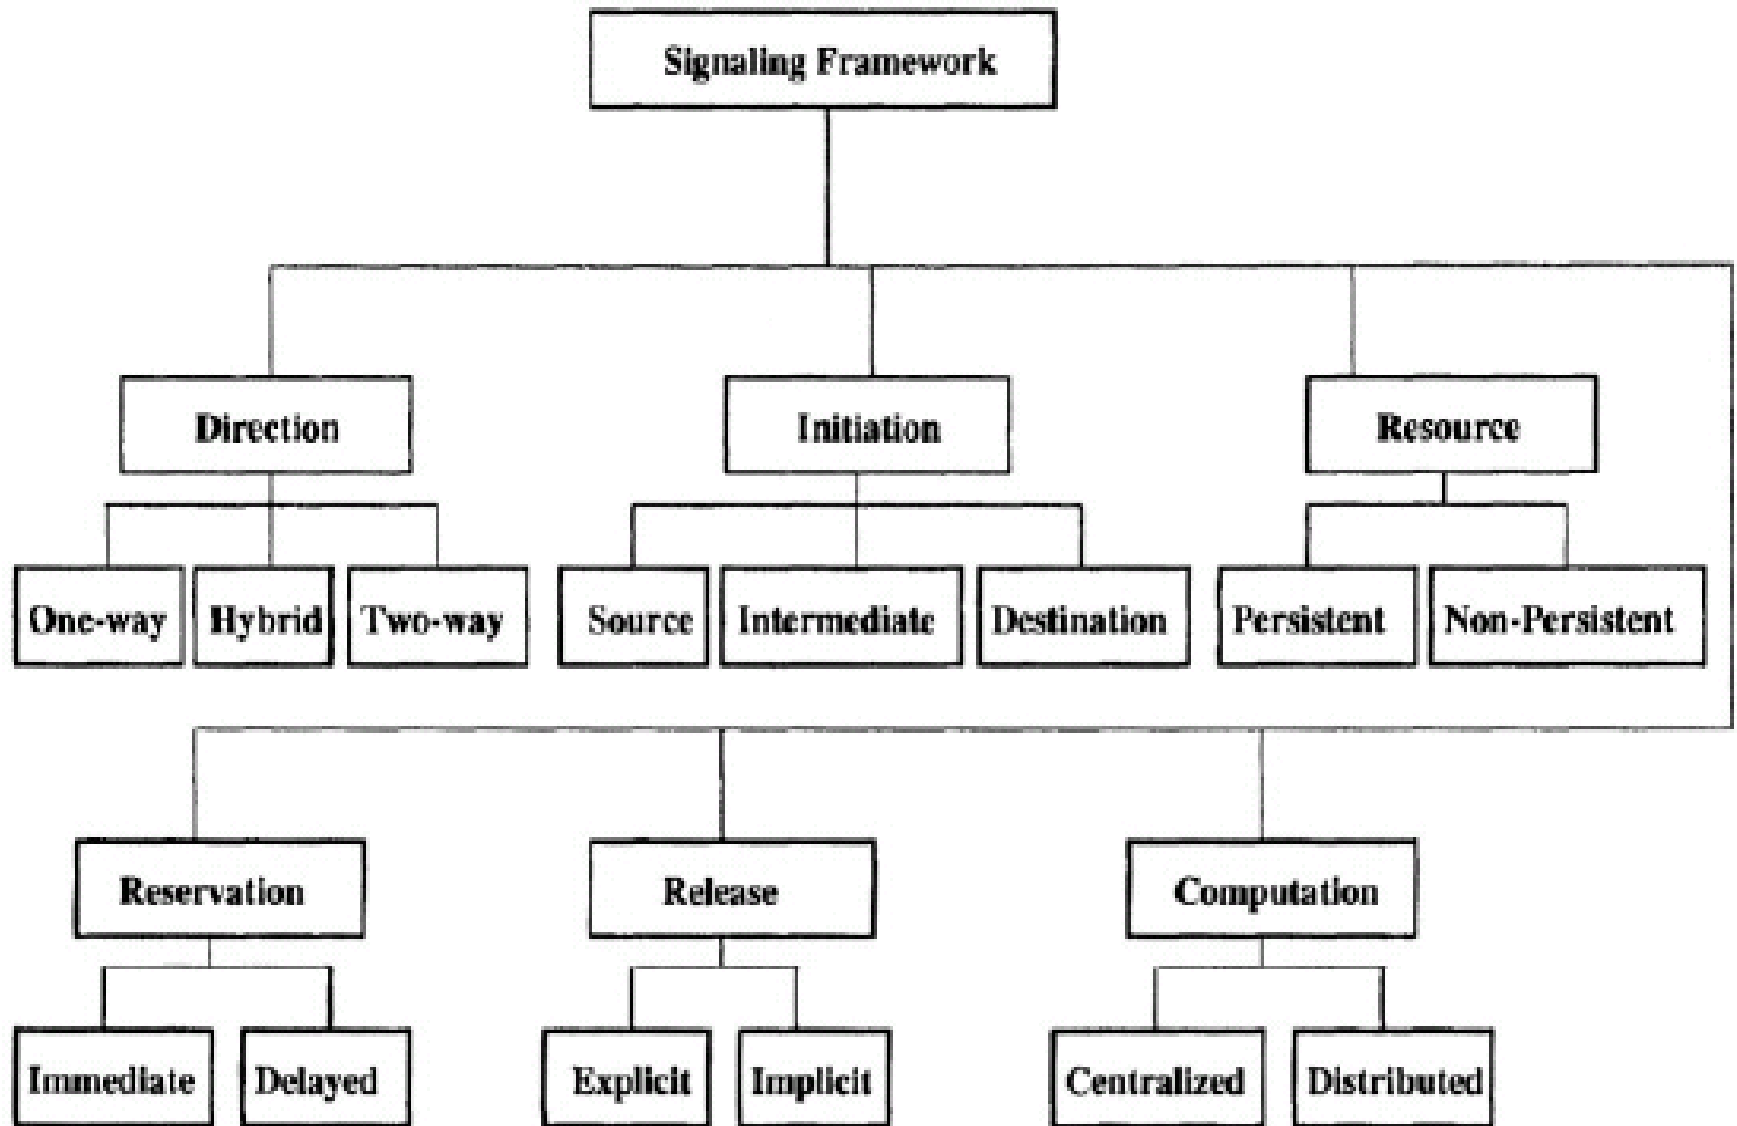 Signaling Framework
Direction
Initiation
Resource
One-way
Hybrid
Two-way
Source
Intermediate
Destination
Persistent
Non-Persistent
Reservation
Release
Computation
Immediate
Delayed
Explicit
Implicit
Centralized
Distributed